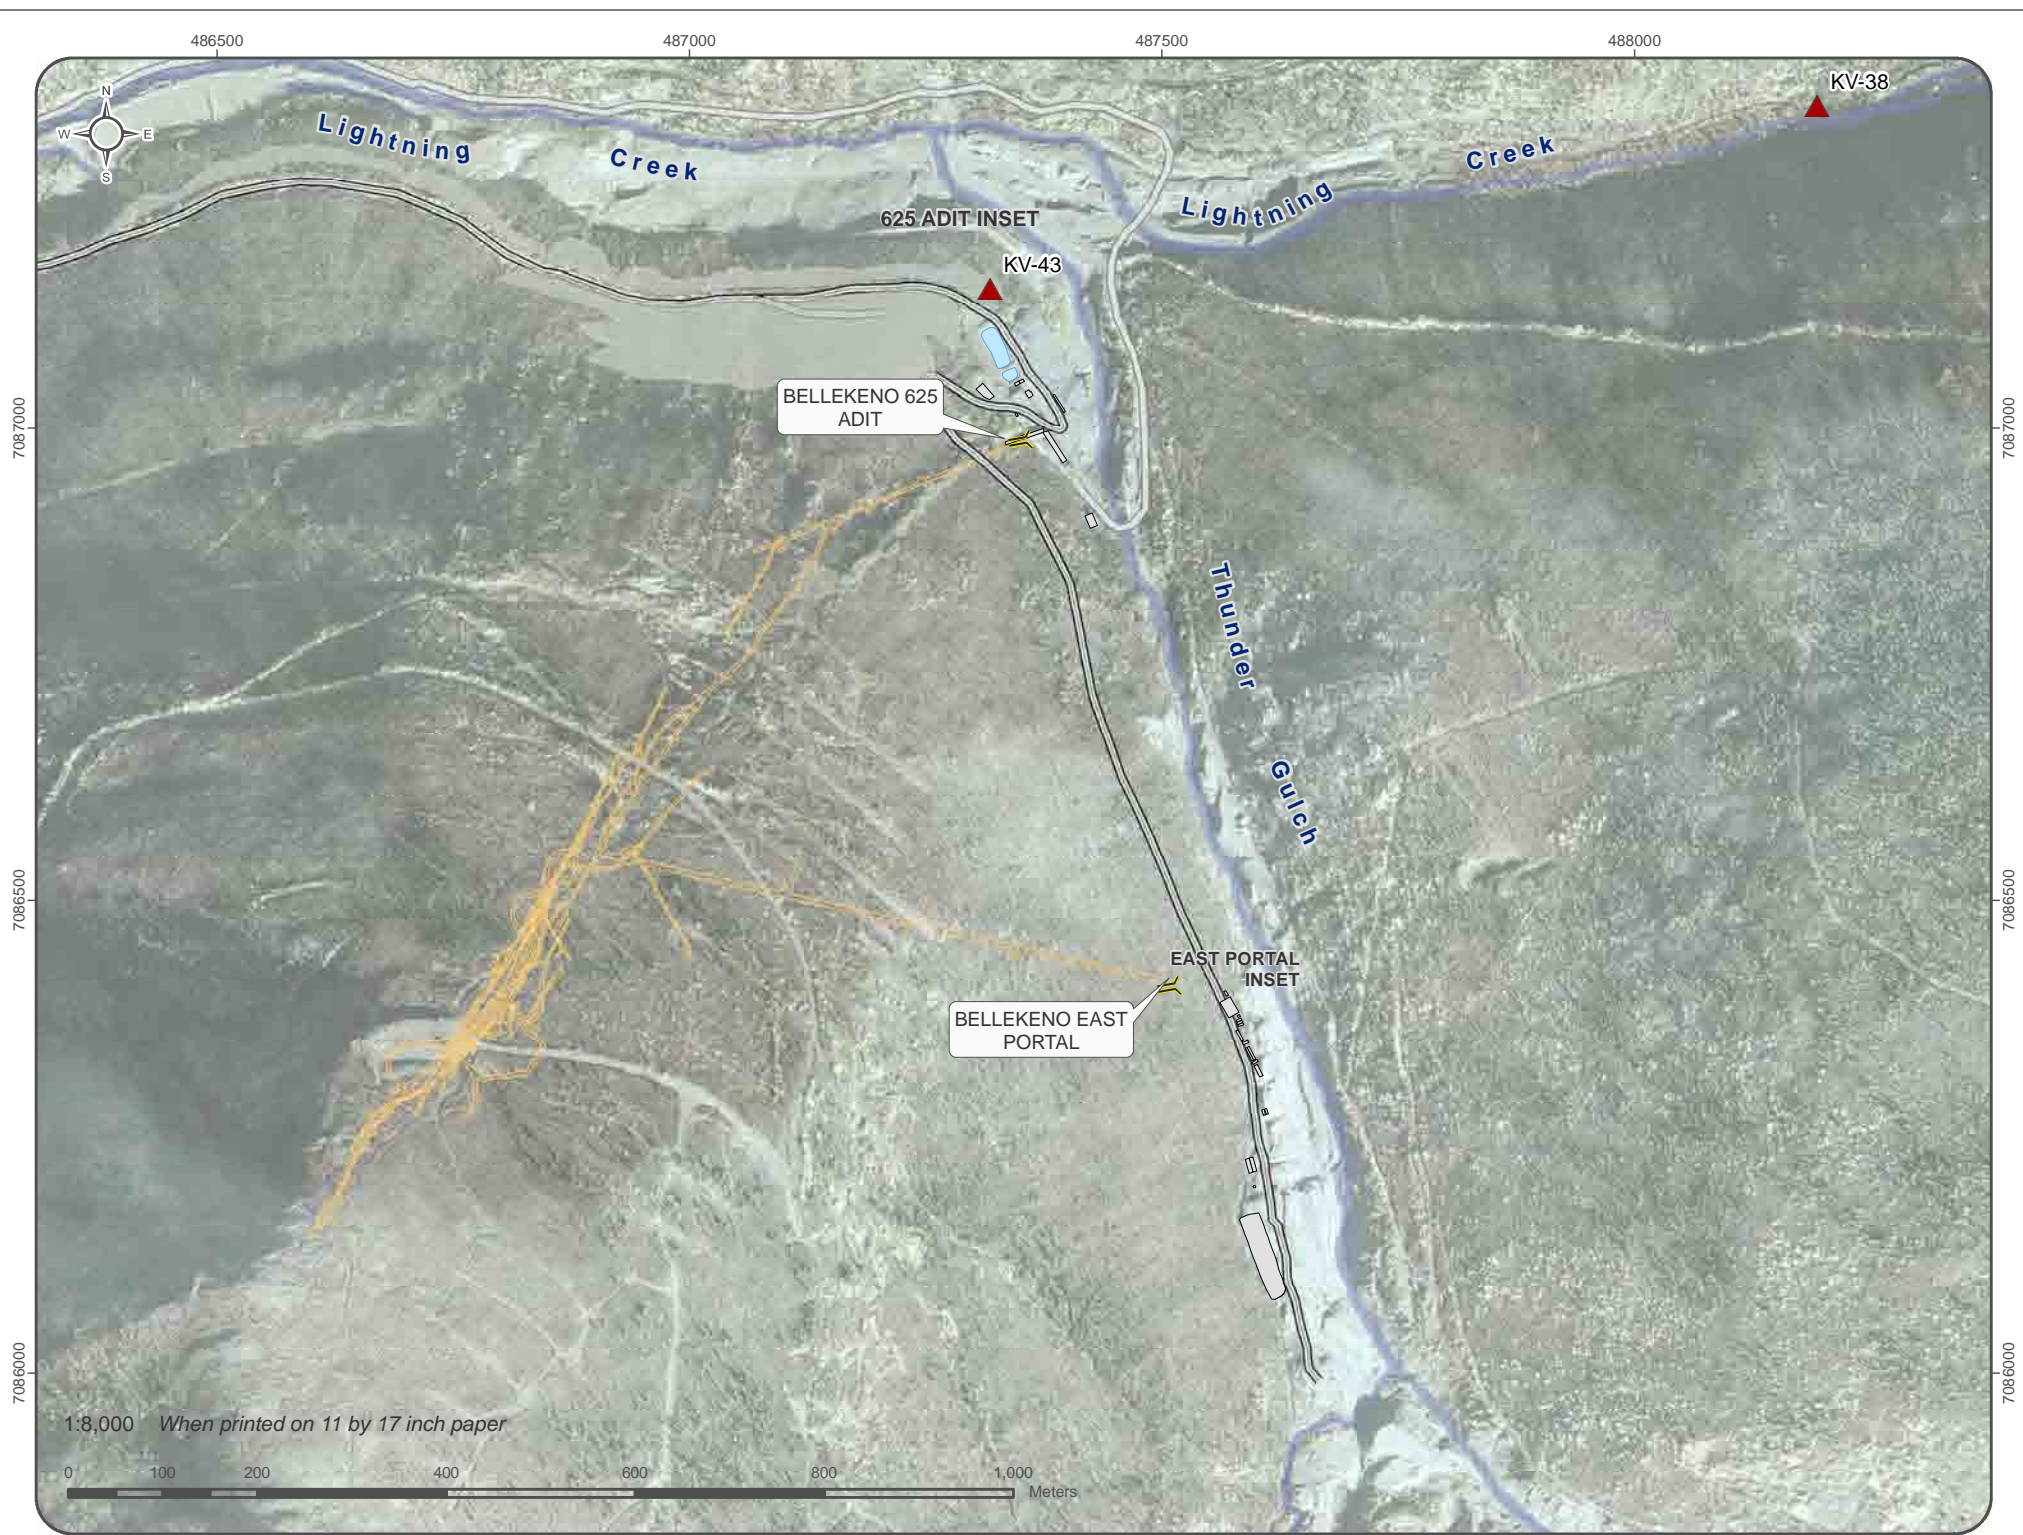 486500
487000
487500
488000
KV-38
N
W
E
S
Lightning
Creek
Creek
Lightning
625 ADIT INSET
KV-43
BELLEKENO 625
ADIT
7087000
7087000
Thunder
Gulch
7086500
7086500
EAST PORTAL
INSET
BELLEKENO EAST
PORTAL
7086000
7086000
1:8,000 When printed on 11 by 17 inch paper
0 100 200 400 600 800 1,000
Meters